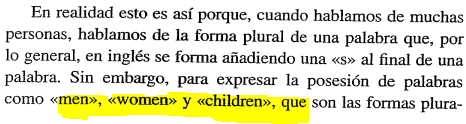 En realidad esto es así porque, cuando hablamos de muchas
personas, hablamos de la forma plural de una palabra que, por
lo general, en inglés se forma añadiendo una «s» al final de una
palabra. Sin embargo, para expresar la posesión de palabras
como «men», «women» y «children», que son las formas plura-